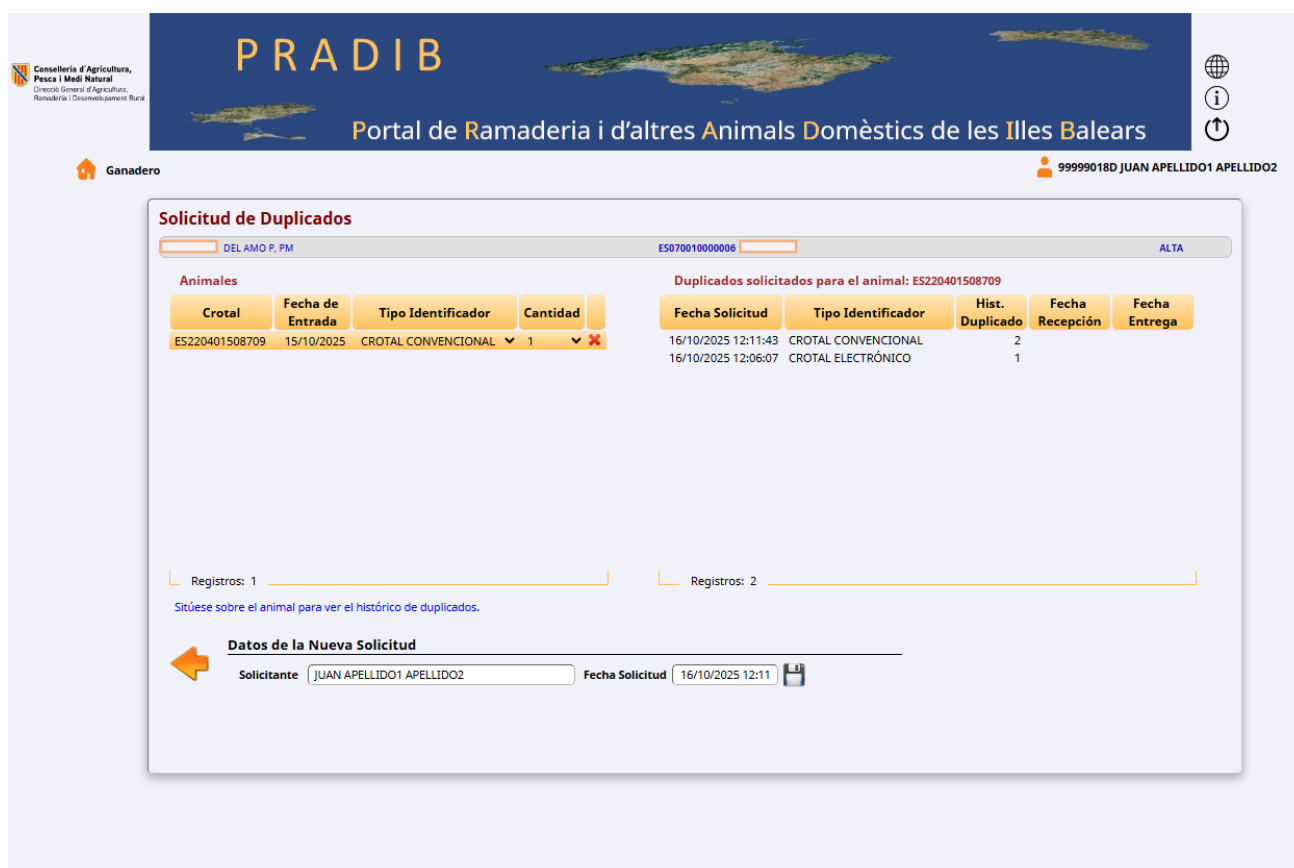 Conselleria d'Agricultura,
Pesca i Medi Natural
Direcció General d'Agricultura,
Ramaderia i Desenvolupament Rural
PRADIB
Portal de Ramaderia i d'altres Animals Domèstics de les Illes Balears
Ganadero
99999018D JUAN APELLIDO1 APELLIDO2
Solicitud de Duplicados
DEL AMO P, PM ES070010000006 ALTA
Animales
Crotal Fecha de Entrada Tipo Identificador Cantidad
ES220401508709 15/10/2025 CROTAL CONVENCIONAL 1
Registros: 1
Duplicados solicitados para el animal: ES220401508709
Fecha Solicitud Tipo Identificador Hist. Duplicado Fecha Recepción Fecha Entrega
16/10/2025 12:11:43 CROTAL CONVENCIONAL 2
16/10/2025 12:06:07 CROTAL ELECTRÓNICO 1
Registros: 2
Sitúese sobre el animal para ver el histórico de duplicados.
Datos de la Nueva Solicitud
Solicitante JUAN APELLIDO1 APELLIDO2 Fecha Solicitud 16/10/2025 12:11